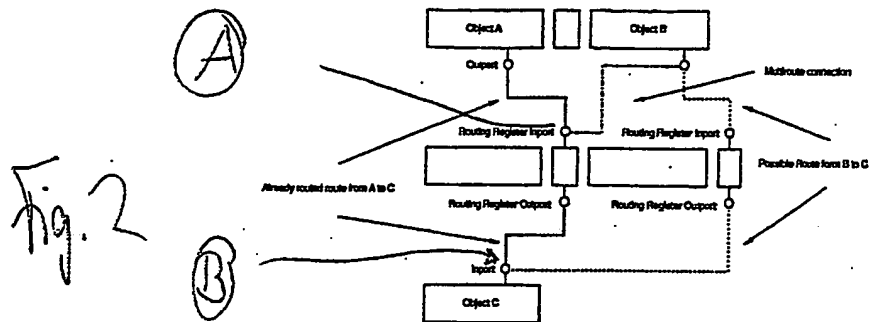 Object A
Object B
A
Outport
Multiroute connection
Routing Register Inport
Routing Register Inport
Possible Route form B to C
Already routed route from A to C
Fig. 2
Routing Register Outport
Routing Register Outport
B
Inport
Object C